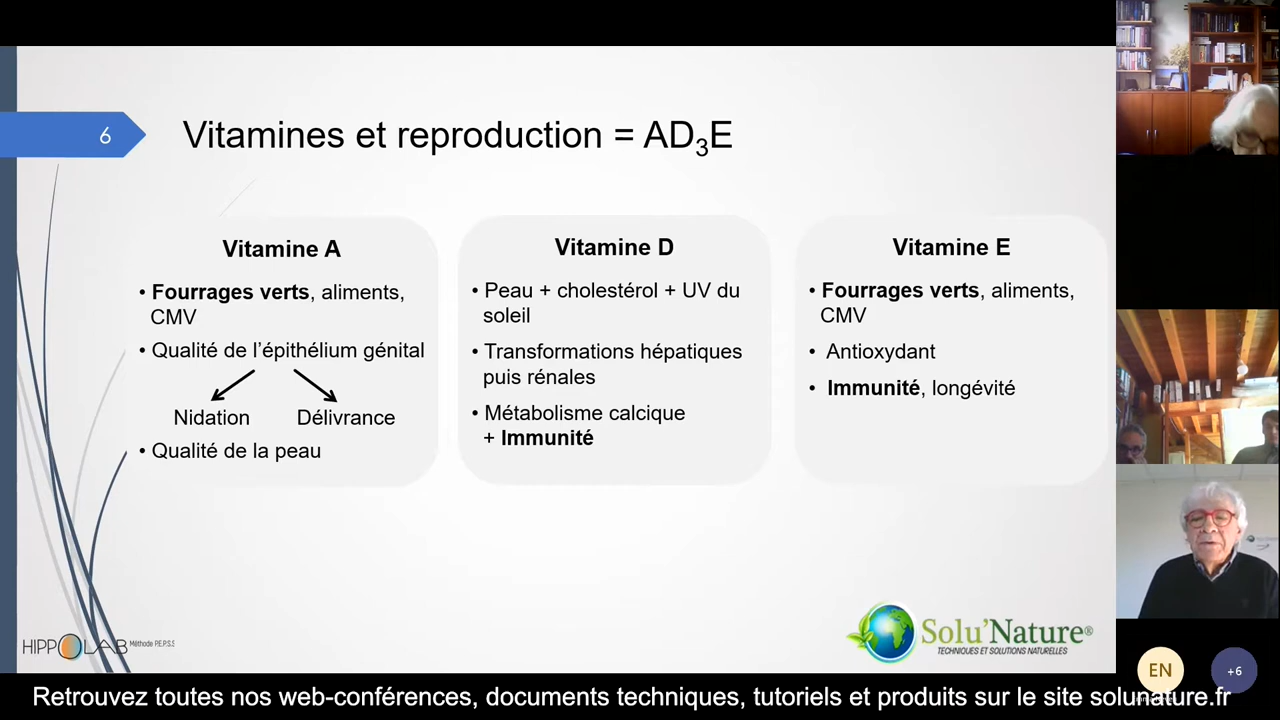 6
Vitamines et reproduction = AD₃E
Vitamine A
• Fourrages verts, aliments,
CMV
• Qualité de l’épithélium génital
Nidation
Délivrance
• Qualité de la peau
Vitamine D
• Peau + cholestérol + UV du
soleil
• Transformations hépatiques
puis rénales
• Métabolisme calcique
+ Immunité
Vitamine E
• Fourrages verts, aliments,
CMV
• Antioxydant
• Immunité, longévité
HIPPOLAB Méthode P.E.P.S.S
Solu’Nature®
TECHNIQUES ET SOLUTIONS NATURELLES
EN
+6
Retrouvez toutes nos web-conférences, documents techniques, tutoriels et produits sur le site solunature.fr